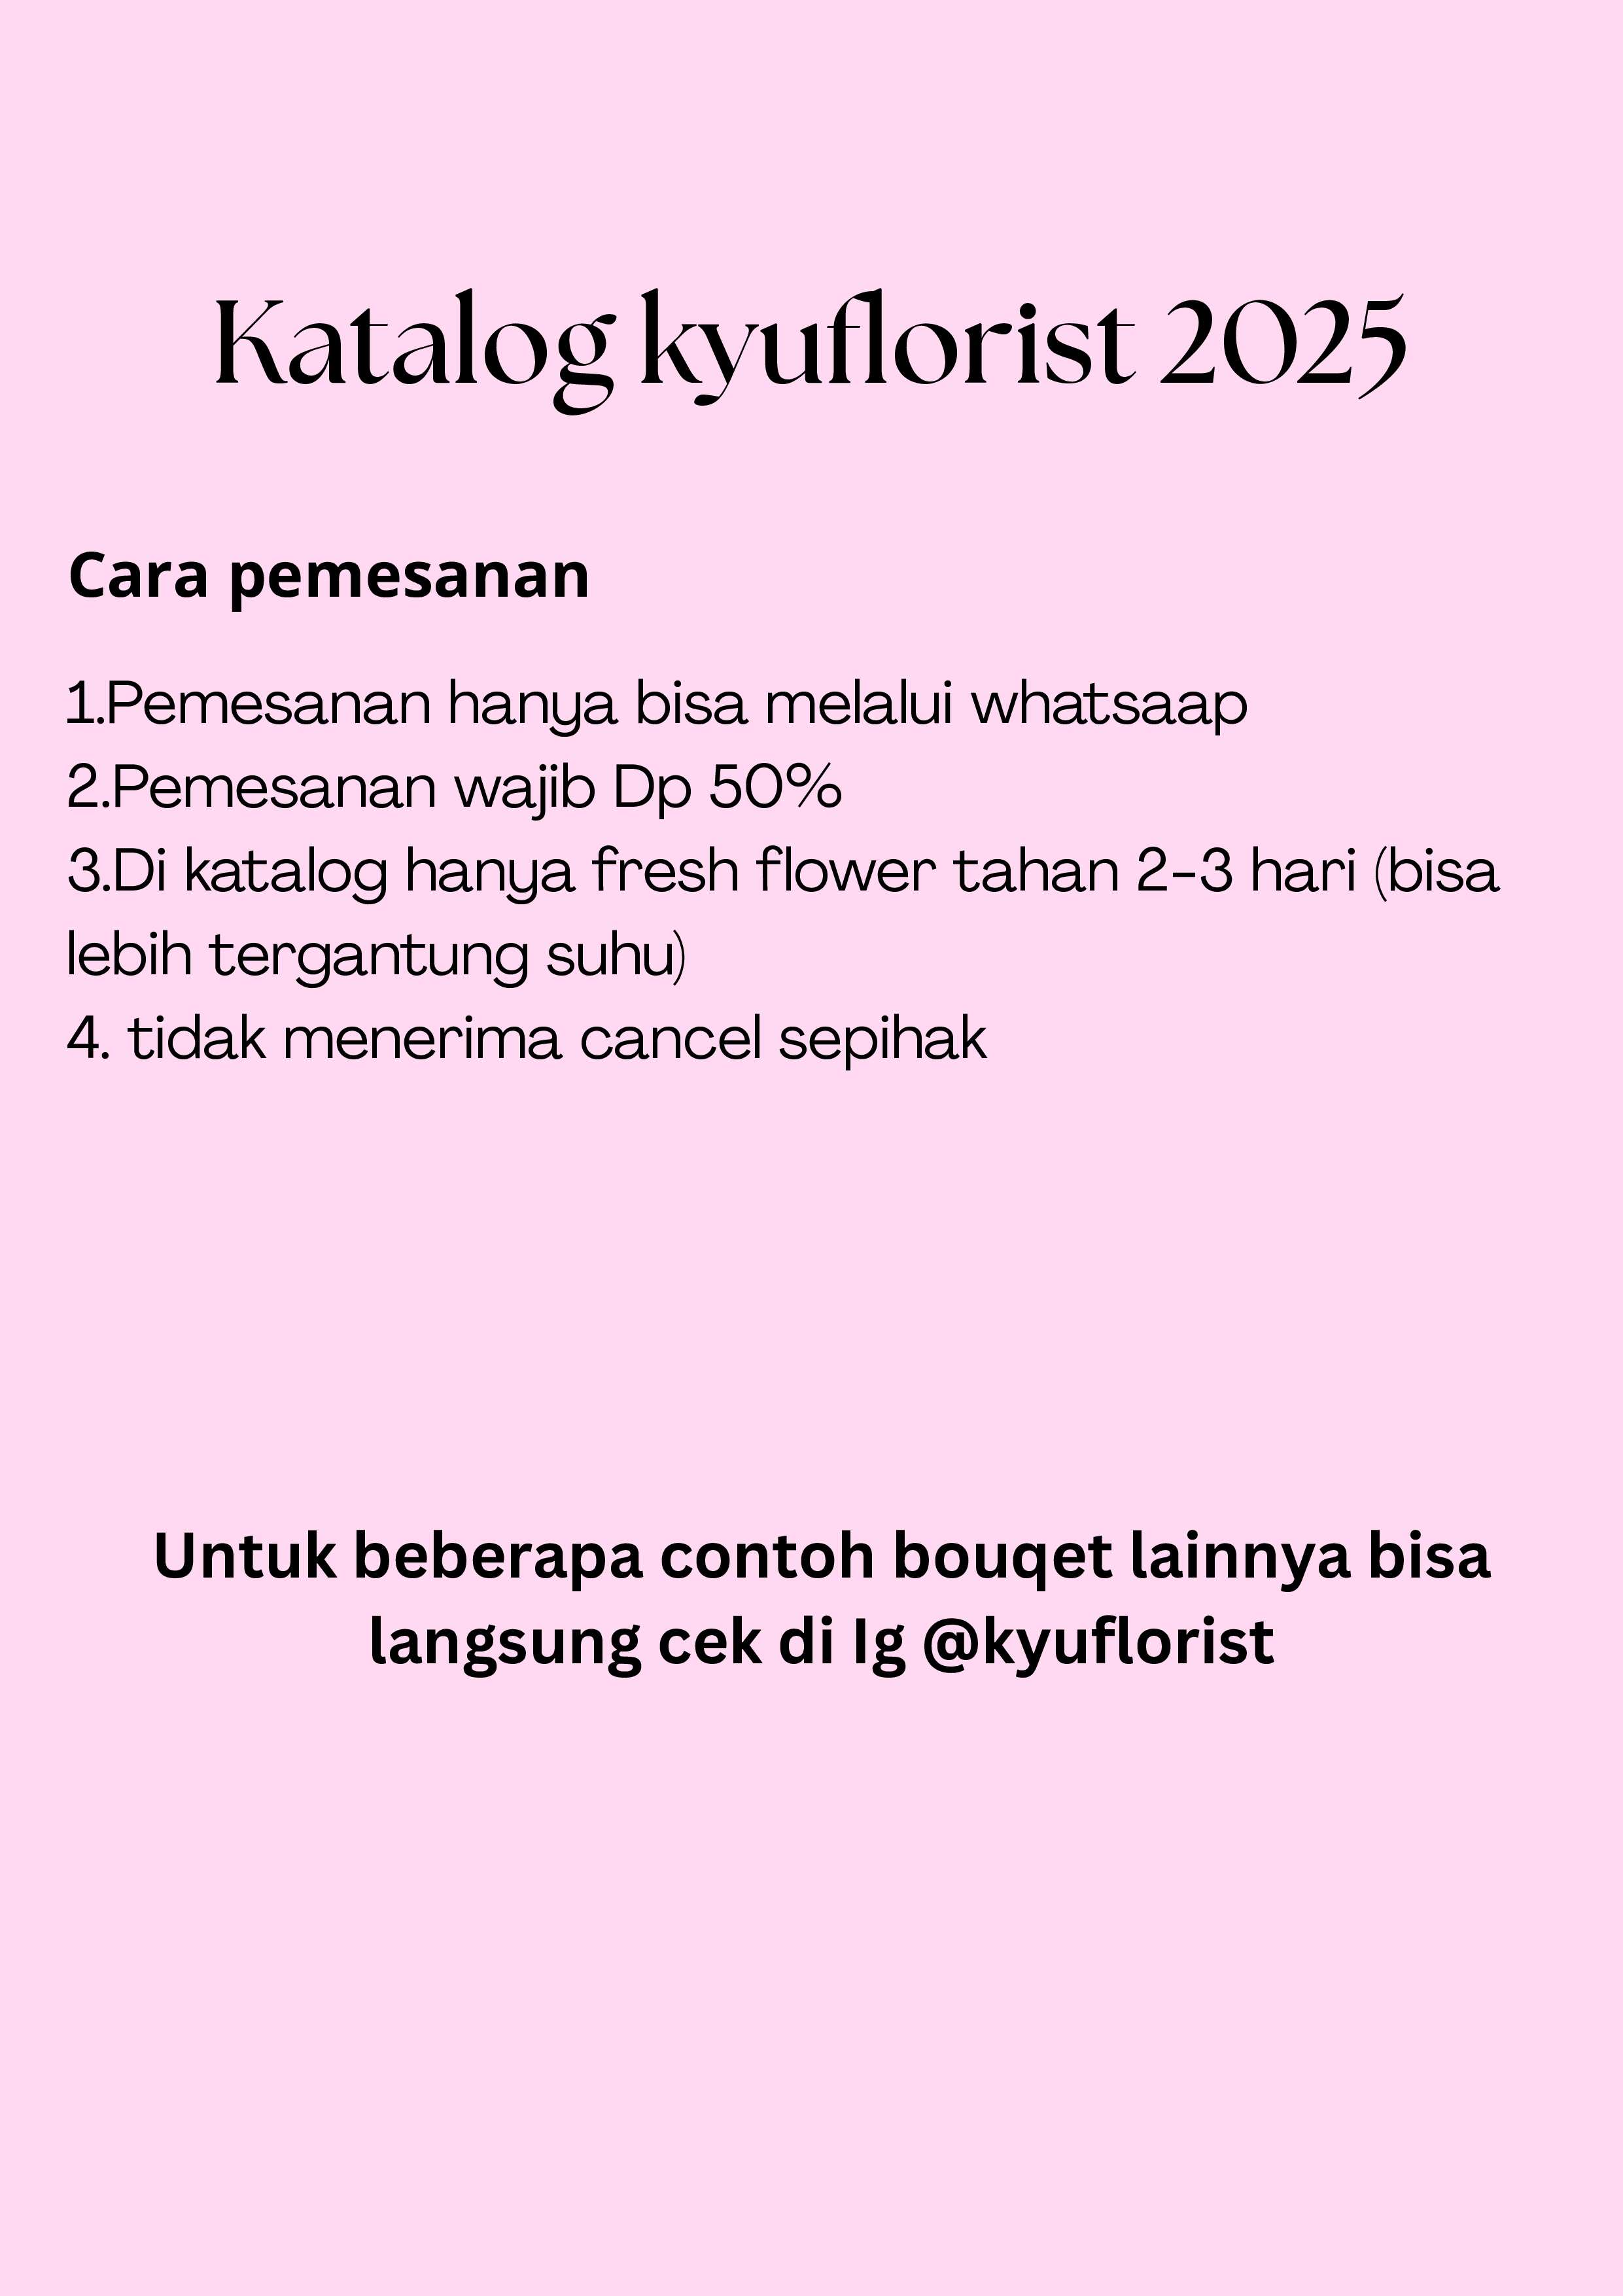 Katalog kyuflorist 2025
Cara pemesanan
1.Pemesanan hanya bisa melalui whatsaap
2.Pemesanan wajib Dp 50%
3.Di katalog hanya fresh flower tahan 2-3 hari (bisa
lebih tergantung suhu)
4. tidak menerima cancel sepihak
Untuk beberapa contoh bouqet lainnya bisa
langsung cek di Ig @kyuflorist